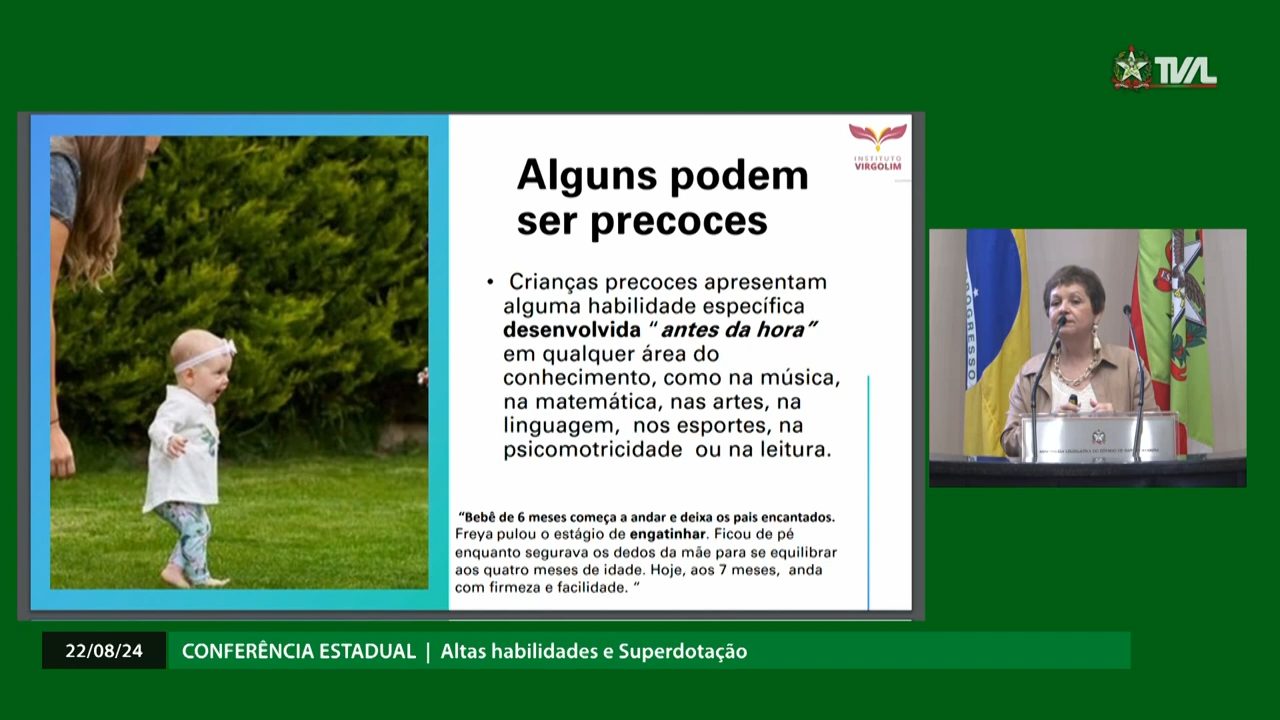 TVAL
INSTITUTO
VIRGOLIM
Alguns podem
ser precoces
• Crianças precoces apresentam
alguma habilidade específica
desenvolvida “antes da hora”
em qualquer área do
conhecimento, como na música,
na matemática, nas artes, na
linguagem, nos esportes, na
psicomotricidade ou na leitura.
“Bebê de 6 meses começa a andar e deixa os pais encantados.
Freya pulou o estágio de engatinhar. Ficou de pé
enquanto segurava os dedos da mãe para se equilibrar
aos quatro meses de idade. Hoje, aos 7 meses, anda
com firmeza e facilidade. ”
PROGRESSO
22/08/24
CONFERÊNCIA ESTADUAL | Altas habilidades e Superdotação